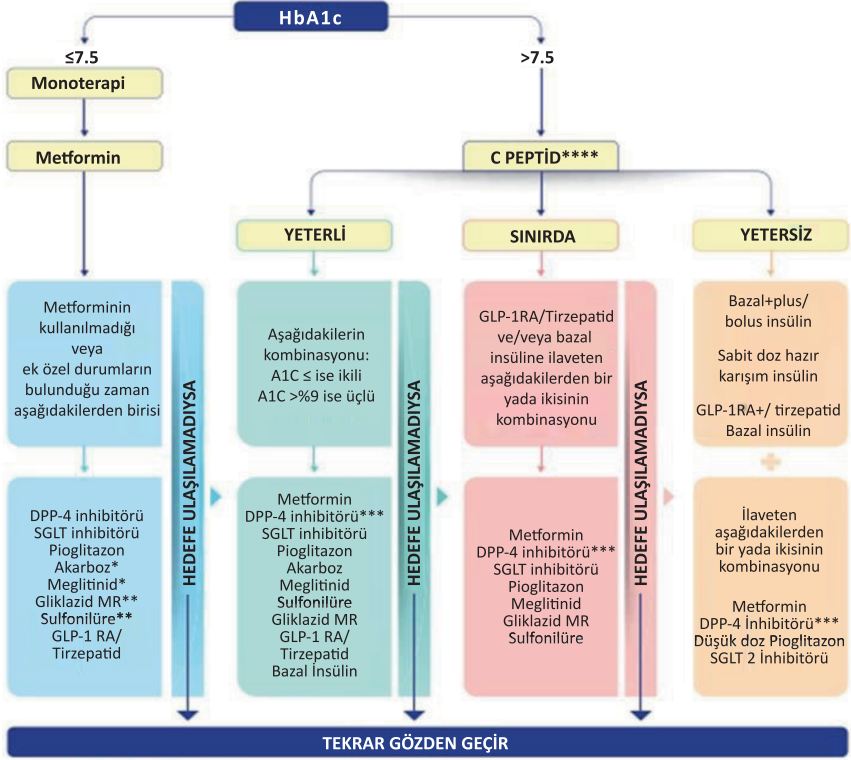 HbA1c
≤7.5
>7.5
Monoterapi
Metformin
C PEPTİD****
YETERLİ
SINIRDA
YETERSİZ
Metforminin
kullanılmadığı
veya
ek özel durumların
bulunduğu zaman
aşağıdakilerden birisi
DPP-4 inhibitörü
SGLT inhibitörü
Pioglitazon
Akarboz*
Meglitinid*
Gliklazid MR**
Sulfonilüre**
GLP-1 RA/
Tirzepatid
HEDEFE ULAŞILAMADIYSA
Aşağıdakilerin
kombinasyonu:
A1C ≤ ise ikili
A1C >%9 ise üçlü
Metformin
DPP-4 inhibitörü***
SGLT inhibitörü
Pioglitazon
Akarboz
Meglitinid
Sulfonilüre
Gliklazid MR
GLP-1 RA/
Tirzepatid
Bazal İnsülin
HEDEFE ULAŞILAMADIYSA
GLP-1RA/Tirzepatid
ve/veya bazal
insüline ilaveten
aşağıdakilerden bir
yada ikisinin
kombinasyonu
Metformin
DPP-4 inhibitörü***
SGLT inhibitörü
Pioglitazon
Meglitinid
Gliklazid MR
Sulfonilüre
HEDEFE ULAŞILAMADIYSA
Bazal+plus/
bolus insülin
Sabit doz hazır
karışım insülin
GLP-1RA+/ tirzepatid
Bazal insülin
İlaveten
aşağıdakilerden
bir yada ikisinin
kombinasyonu
Metformin
DPP-4 İnhibitörü***
Düşük doz Pioglitazon
SGLT 2 İnhibitörü
TEKRAR GÖZDEN GEÇİR